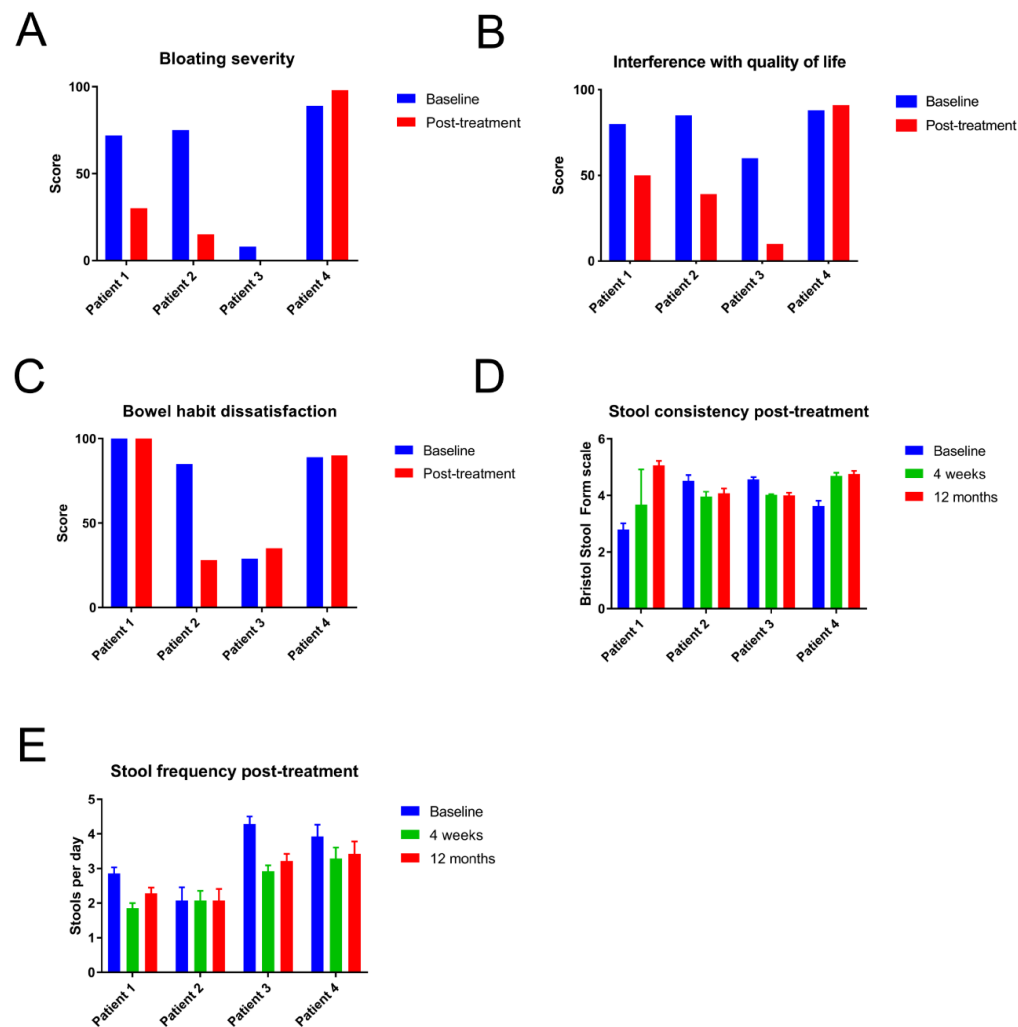 A
Bloating severity
Score
100
50
0
Patient 1
Patient 2
Patient 3
Patient 4
Baseline
Post-treatment
B
Interference with quality of life
Score
100
50
0
Patient 1
Patient 2
Patient 3
Patient 4
Baseline
Post-treatment
C
Bowel habit dissatisfaction
Score
100
50
0
Patient 1
Patient 2
Patient 3
Patient 4
Baseline
Post-treatment
D
Stool consistency post-treatment
Bristol Stool Form scale
6
4
2
0
Patient 1
Patient 2
Patient 3
Patient 4
Baseline
4 weeks
12 months
E
Stool frequency post-treatment
Stools per day
5
4
3
2
1
0
Patient 1
Patient 2
Patient 3
Patient 4
Baseline
4 weeks
12 months